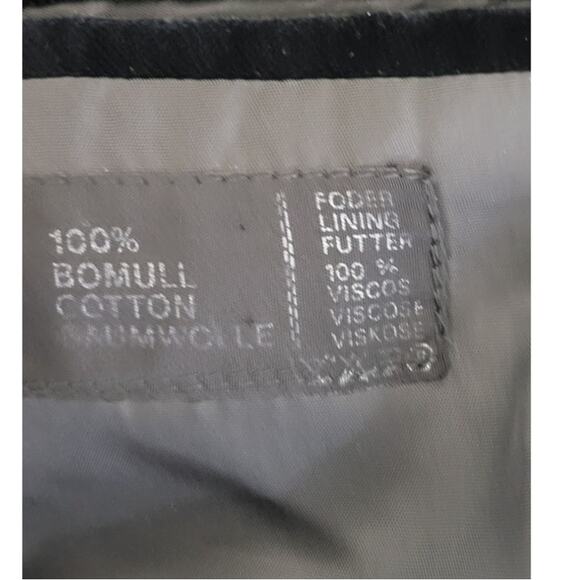 100%
BOMULL
COTTON
BAUMWOLLE
FODER
LINING
FUTTER
100 %
VISCOS
VISCOSE
VISKOSE